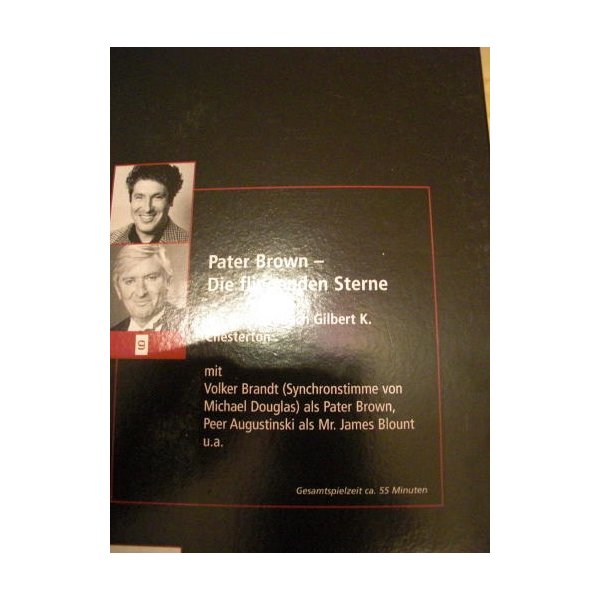 Pater Brown –
Die den Sterne
Gilbert K.
Chesterton
mit
Volker Brandt (Synchronstimme von
Michael Douglas) als Pater Brown,
Peer Augustinski als Mr. James Blount
u.a.
Gesamtspielzeit ca. 55 Minuten